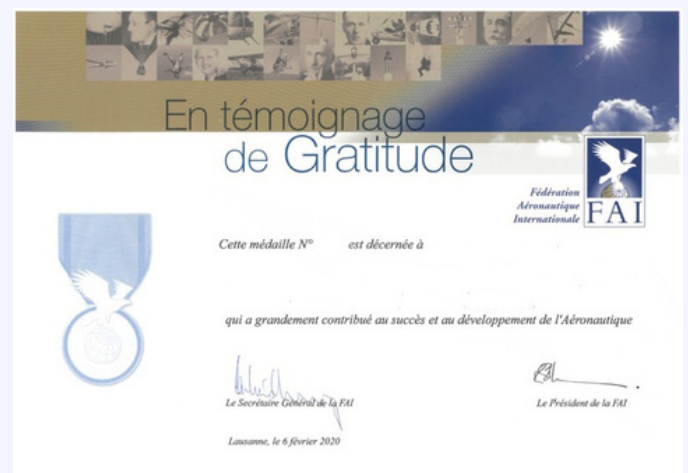 En témoignage
de Gratitude
Fédération
Aéronautique
Internationale
FAI
Cette médaille N° est décernée à
qui a grandement contribué au succès et au développement de l'Aéronautique
Le Secrétaire Général de la FAI
Le Président de la FAI
Lausanne, le 6 février 2020